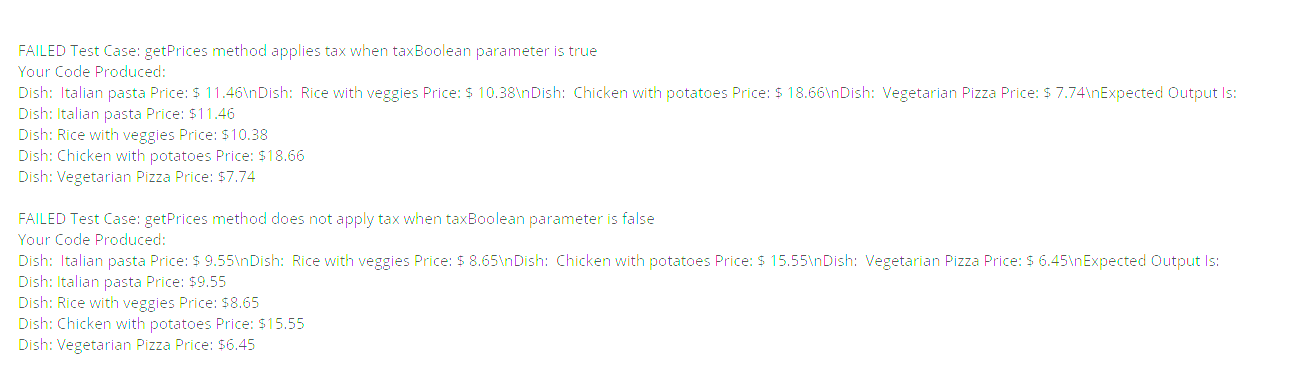 FAILED Test Case: getPrices method applies tax when taxBoolean parameter is true
Your Code Produced:
Dish:  Italian pasta Price: $ 11.46\nDish:  Rice with veggies Price: $ 10.38\nDish:  Chicken with potatoes Price: $ 18.66\nDish:  Vegetarian Pizza Price: $ 7.74\nExpected Output Is:
Dish: Italian pasta Price: $11.46
Dish: Rice with veggies Price: $10.38
Dish: Chicken with potatoes Price: $18.66
Dish: Vegetarian Pizza Price: $7.74
FAILED Test Case: getPrices method does not apply tax when taxBoolean parameter is false
Your Code Produced:
Dish:  Italian pasta Price: $ 9.55\nDish:  Rice with veggies Price: $ 8.65\nDish:  Chicken with potatoes Price: $ 15.55\nDish:  Vegetarian Pizza Price: $ 6.45\nExpected Output Is:
Dish: Italian pasta Price: $9.55
Dish: Rice with veggies Price: $8.65
Dish: Chicken with potatoes Price: $15.55
Dish: Vegetarian Pizza Price: $6.45